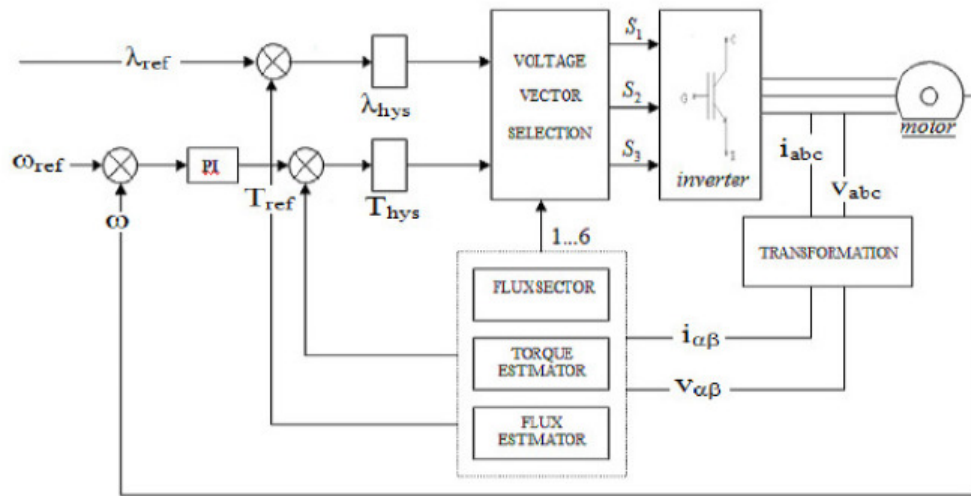 λref
λhys
ωref
ω
PI
Tref
Thys
VOLTAGE
VECTOR
SELECTION
S1
S2
S3
C
G
E
inverter
motor
iabc
vabc
TRANSFORMATION
1...6
FLUXSECTOR
TORQUE
ESTIMATOR
FLUX
ESTIMATOR
iαβ
vαβ